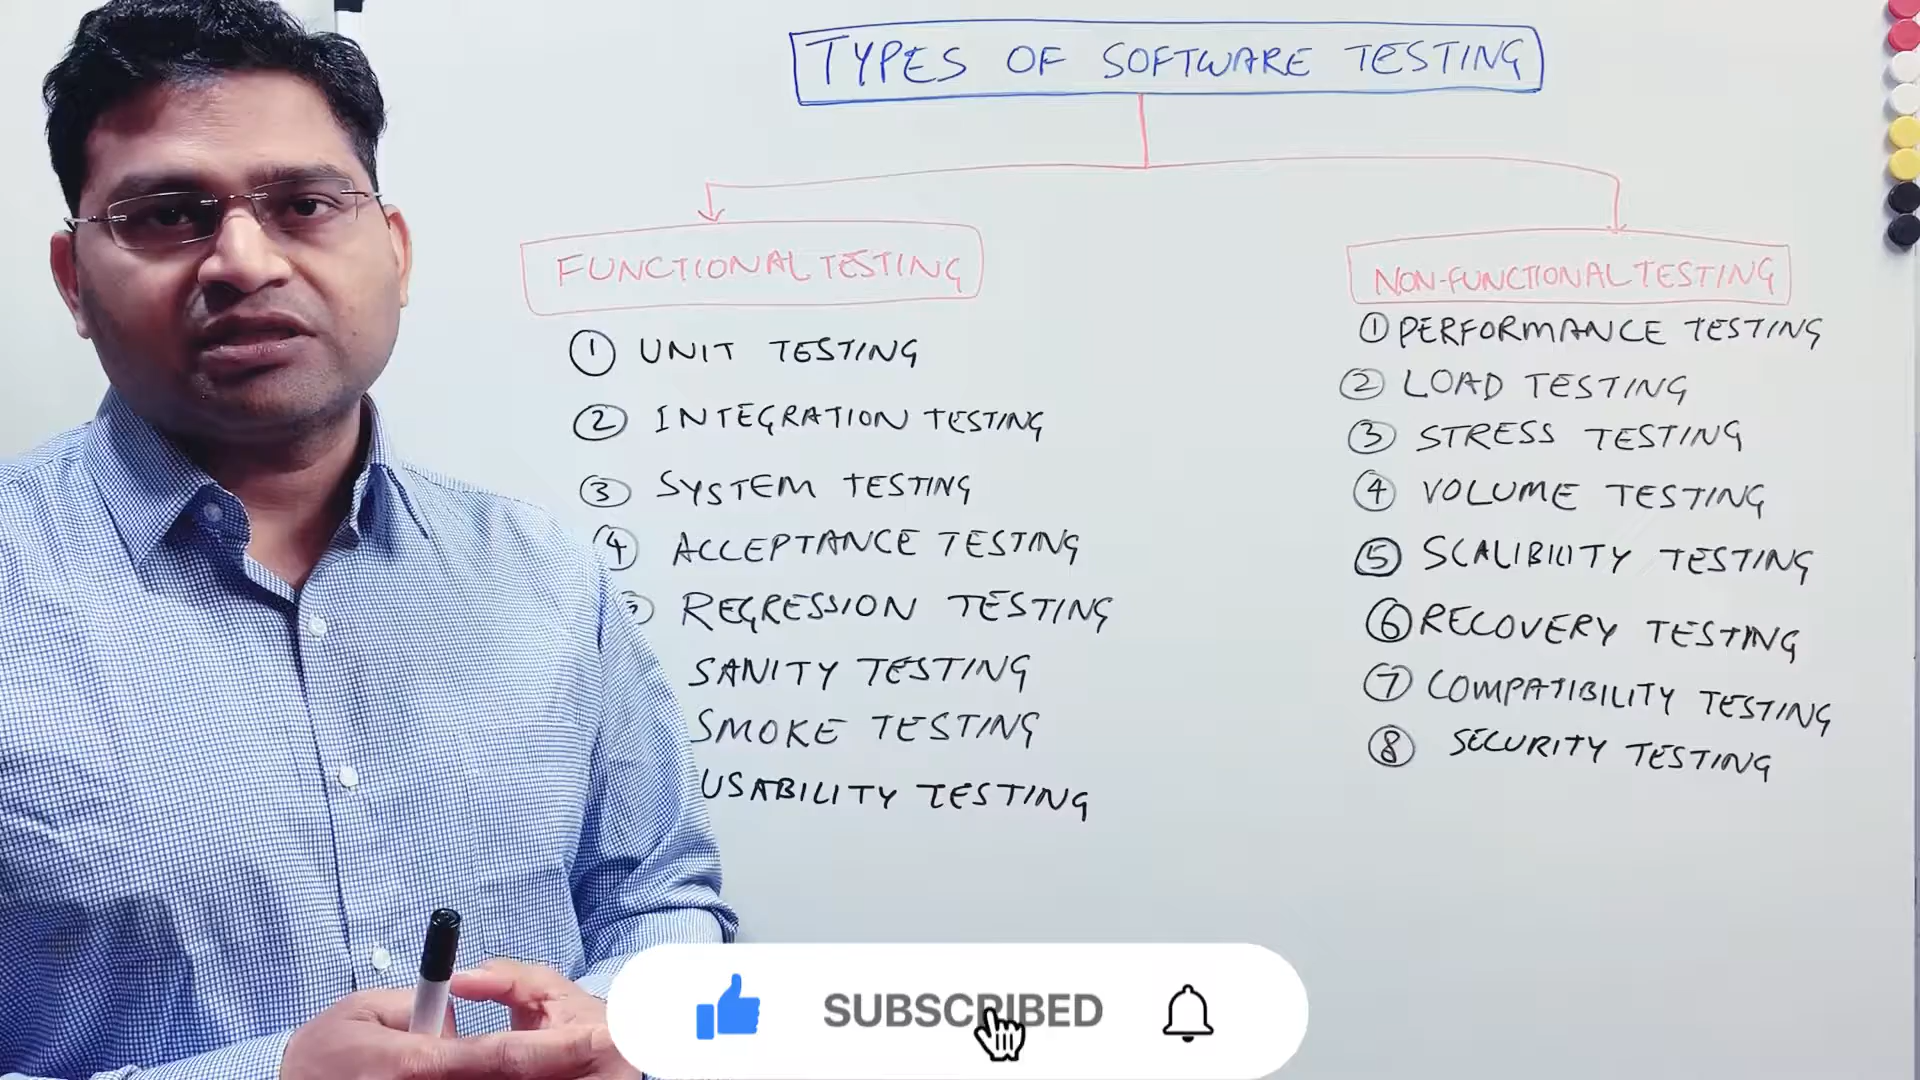 TYPES OF SOFTWARE TESTING
FUNCTIONAL TESTING
① UNIT TESTING
② INTEGRATION TESTING
③ SYSTEM TESTING
④ ACCEPTANCE TESTING
REGRESSION TESTING
SANITY TESTING
SMOKE TESTING
USABILITY TESTING
NON-FUNCTIONAL TESTING
① PERFORMANCE TESTING
② LOAD TESTING
③ STRESS TESTING
④ VOLUME TESTING
⑤ SCALIBILITY TESTING
⑥ RECOVERY TESTING
⑦ COMPATIBILITY TESTING
⑧ SECURITY TESTING
SUBSCRIBED